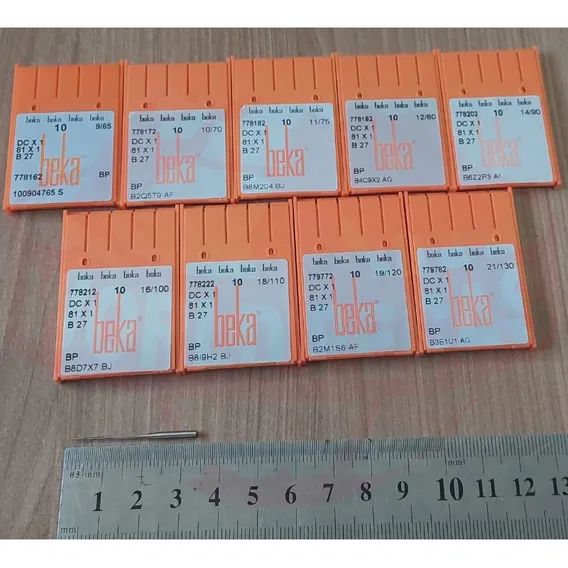 beka beka beka beka
10 9/65
DC X 1
81 X 1
B 27
beka
778162 BP
100904765 S
beka beka beka beka
778172 10 10/70
DC X 1
81 X 1
B 27
beka
BP
B2Q5T9 AF
beka beka beka beka
778182 10 11/75
DC X 1
81 X 1
B 27
beka
BP
B8M2D4 BJ
beka beka beka beka
778192 10 12/80
DC X 1
81 X 1
B 27
beka
BP
B4C9X2 AG
beka beka beka beka
778202 10 14/90
DC X 1
81 X 1
B 27
beka
BP
B6Z2P3
beka beka beka beka
778212 10 16/100
DC X 1
81 X 1
B 27
beka
BP
B8D7X7 BJ
beka beka beka beka
778222 10 18/110
DC X 1
81 X 1
B 27
beka
BP
B8I9H2 BJ
beka beka beka beka
779772 10 19/120
DC X 1
81 X 1
B 27
beka
BP
B2M1S6 AF
beka beka beka beka
779782 10 21/130
DC X 1
81 X 1
B 27
beka
BP
B3E1U1 AG
0.5 mm mm
1 2 3 4 5 6 7 8 9 10 11 12 13
mm